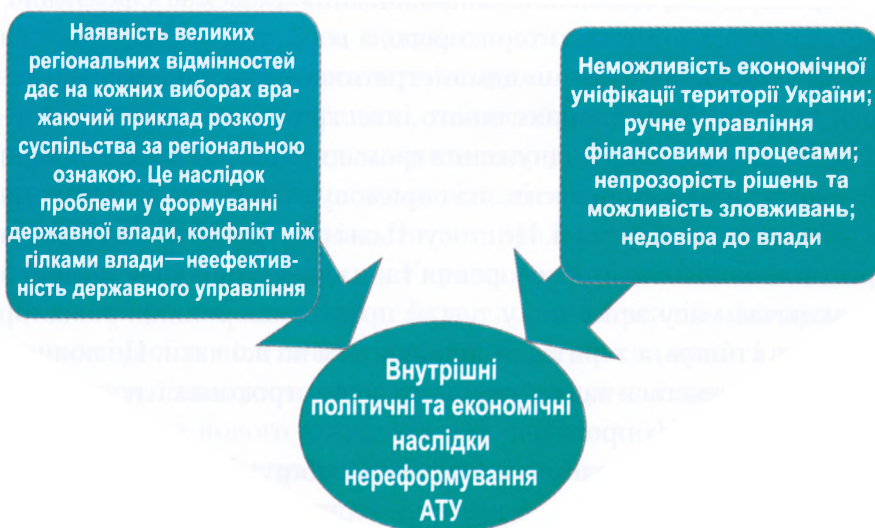 Наявність великих
регіональних відмінностей
дає на кожних виборах вра-
жаючий приклад розколу
суспільства за регіональною
ознакою. Це наслідок
проблеми у формуванні
державної влади, конфлікт між
гілками влади—неефектив-
ність державного управління
Неможливість економічної
уніфікації території України;
ручне управління
фінансовими процесами;
непрозорість рішень та
можливість зловживань;
недовіра до влади
Внутрішні
політичні та економічні
наслідки
нереформування
АТУ